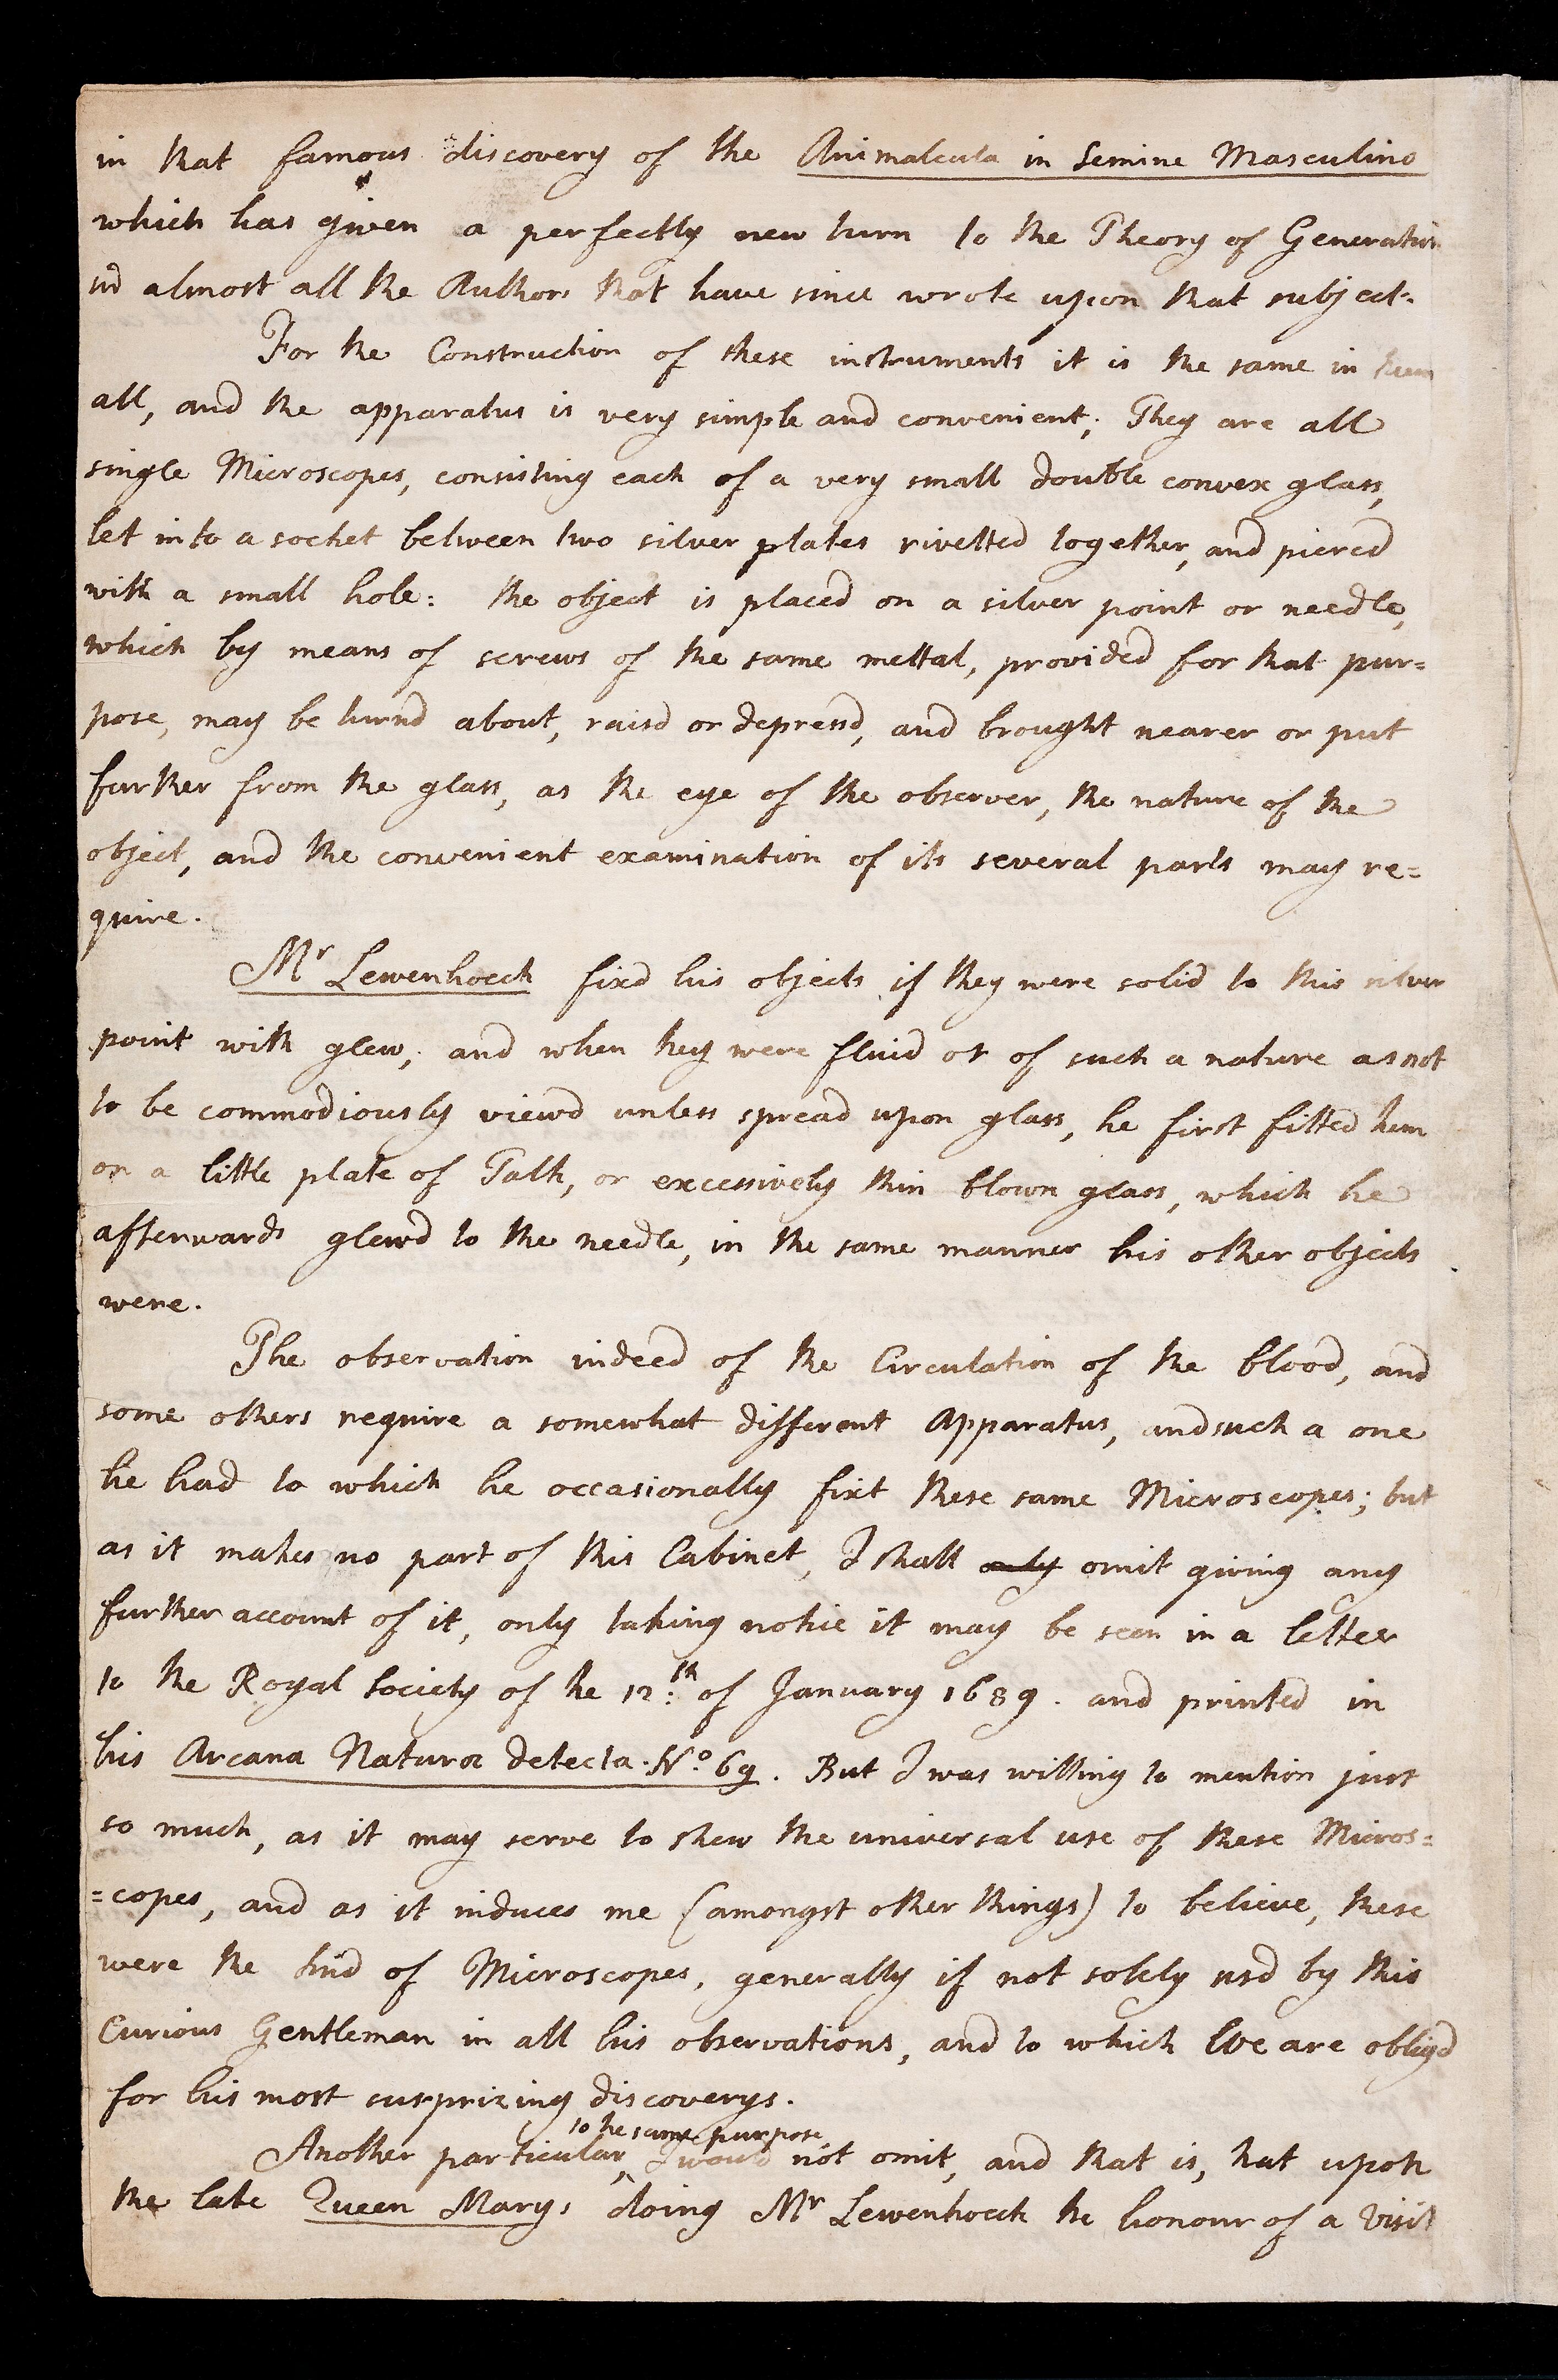 in that famous discovery of the Animalcula in Semine Masculino
which has given a perfectly new turn to the Theory of Generation
in almost all the Authors that have since wrote upon that subject.
For the Construction of these instruments it is the same in them
all, and the apparatus is very simple and convenient; They are all
single Microscopes, consisting each of a very small double convex glass,
let into a socket between two silver plates rivetted together, and pierced
with a small hole: the object is placed on a silver point or needle,
which by means of screws of the same mettal, provided for that pur=
pose, may be turnd about, raisd or depressd, and brought nearer or put
further from the glass, as the eye of the observer, the nature of the
object, and the convenient examination of its several parts may re=
quire.
Mr Lewenhoeck fixd his objects if they were solid to this silver
point with glew; and when they were fluid or of such a nature as not
to be commodiously viewd unless spread upon glass, he first fitted them
on a little plate of Talk, or excessively thin blown glass, which he
afterwards glewd to the needle, in the same manner his other objects
were.
The observation indeed of the Circulation of the blood, and
some others require a somewhat different Apparatus, and such a one
he had to which he occasionally fixt these same Microscopes; but
as it makes no part of this Cabinet, I shall only omit giving any
further account of it, only taking notice it may be seen in a letter
to the Royal Society of the 12:th of January 1689. and printed in
his Arcana Naturæ detecta. No. 69. But I was willing to mention just
so much, as it may serve to shew the universal use of these Micros=
=copes, and as it induces me (amongst other things) to believe, these
were the kind of Microscopes, generally if not solely usd by this
Curious Gentleman in all his observations, and to which We are obligd
for his most surprizing discoverys.
to the same purpose
Another particular, I would not omit, and that is, that upon
the late Queen Marys doing Mr Lewenhoeck the honour of a Visit